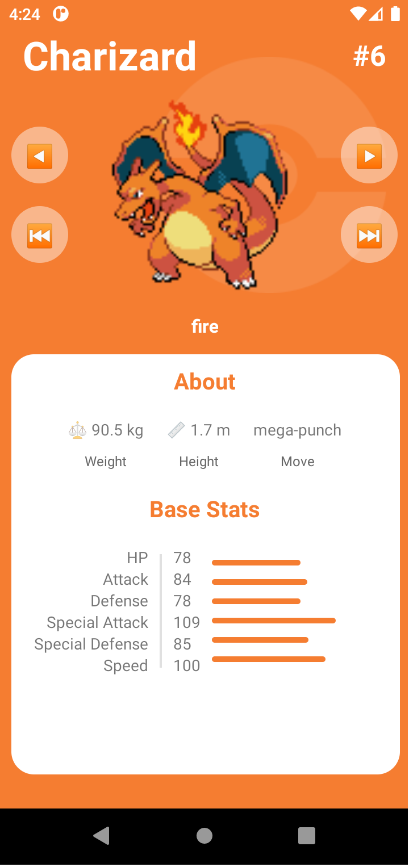 4:24
Charizard #6
fire
About
90.5 kg 1.7 m mega-punch
Weight Height Move
Base Stats
HP 78
Attack 84
Defense 78
Special Attack 109
Special Defense 85
Speed 100